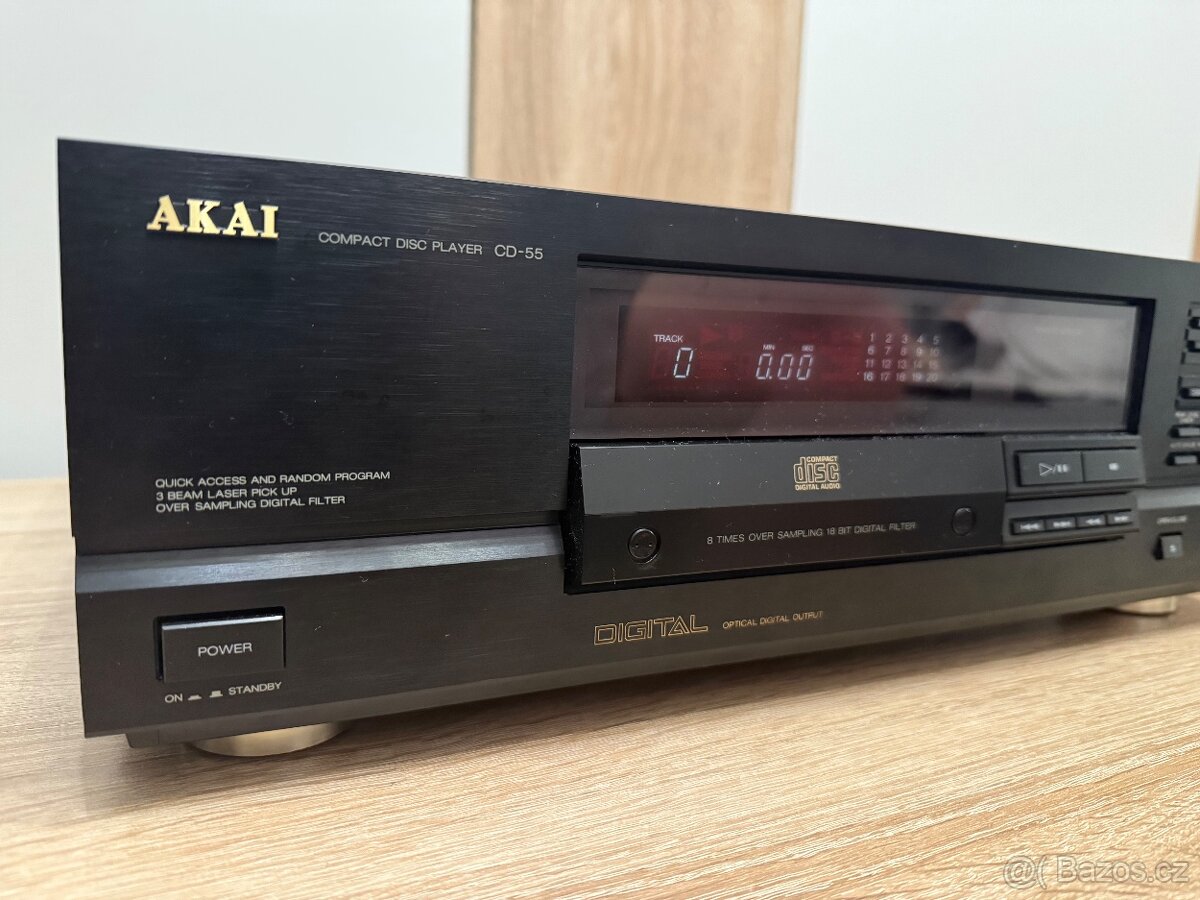 AKAI COMPACT DISC PLAYER CD-55
TRACK MIN SEC
0 0.00
1 2 3 4 5
6 7 8 9 10
11 12 13 14 15
16 17 18 19 20
COMPACT
disc
DIGITAL AUDIO
QUICK ACCESS AND RANDOM PROGRAM
3 BEAM LASER PICK UP
OVER SAMPLING DIGITAL FILTER
8 TIMES OVER SAMPLING 18 BIT DIGITAL FILTER
DIGITAL OPTICAL DIGITAL OUTPUT
POWER
ON STANDBY
@( Bazos.cz